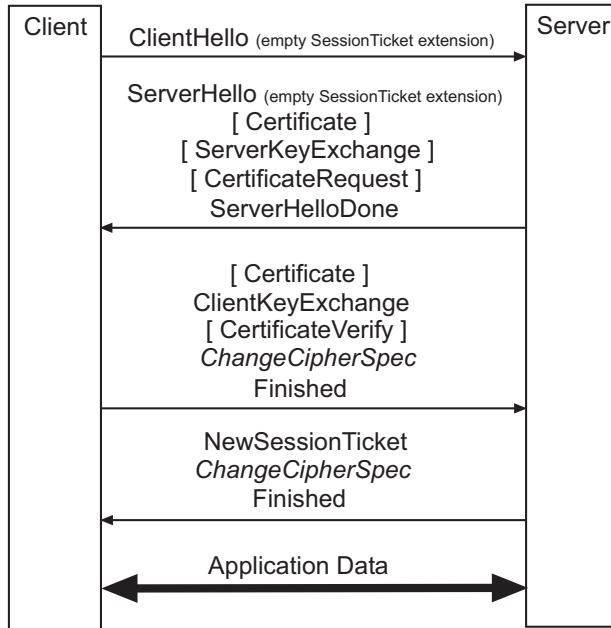 Client
Server
ClientHello (empty SessionTicket extension)
ServerHello (empty SessionTicket extension)
[ Certificate ]
[ ServerKeyExchange ]
[ CertificateRequest ]
ServerHelloDone
[ Certificate ]
ClientKeyExchange
[ CertificateVerify ]
ChangeCipherSpec
Finished
NewSessionTicket
ChangeCipherSpec
Finished
Application Data